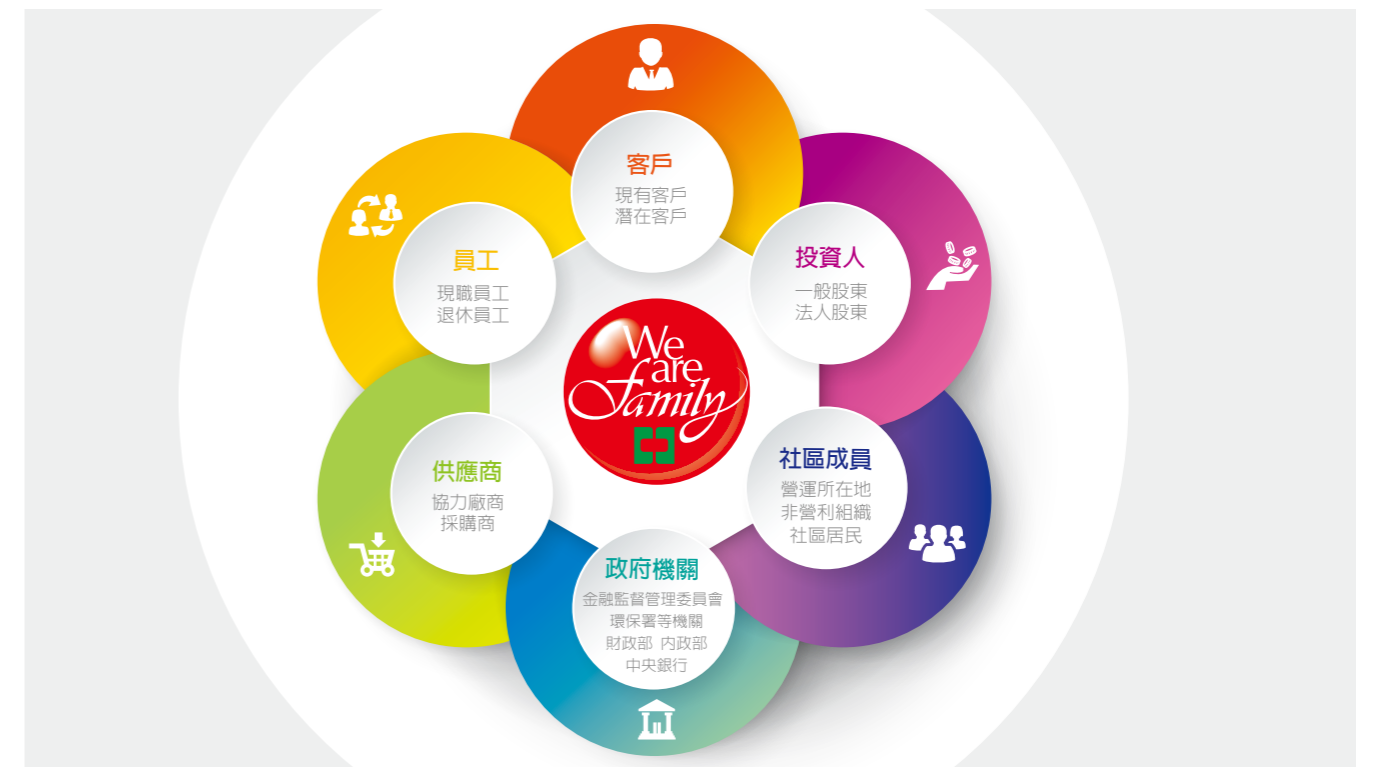 客戶
現有客戶
潛在客戶
投資人
一般股東
法人股東
社區成員
營運所在地
非營利組織
社區居民
政府機關
金融監督管理委員會
環保署等機關
財政部 內政部
中央銀行
供應商
協力廠商
採購商
員工
現職員工
退休員工
We
are
Family